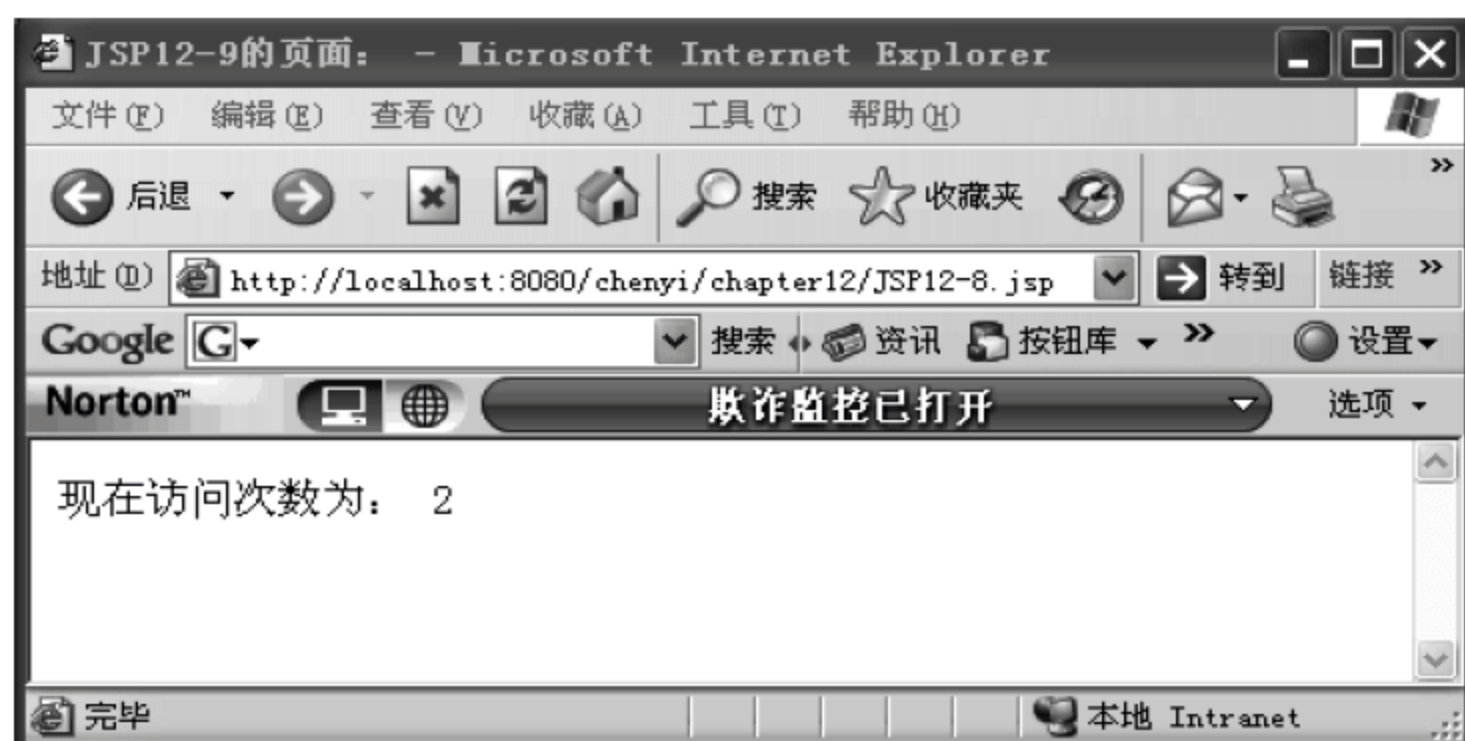 JSP12-9的页面： - Microsoft Internet Explorer
文件(F) 编辑(E) 查看(V) 收藏(A) 工具(T) 帮助(H)
后退 搜索 收藏夹 »
地址(D) http://localhost:8080/chenyi/chapter12/JSP12-8.jsp 转到 链接 »
Google G 搜索 资讯 按钮库 » 设置
Norton™ 欺诈监控已打开 选项
现在访问次数为： 2
完毕 本地 Intranet